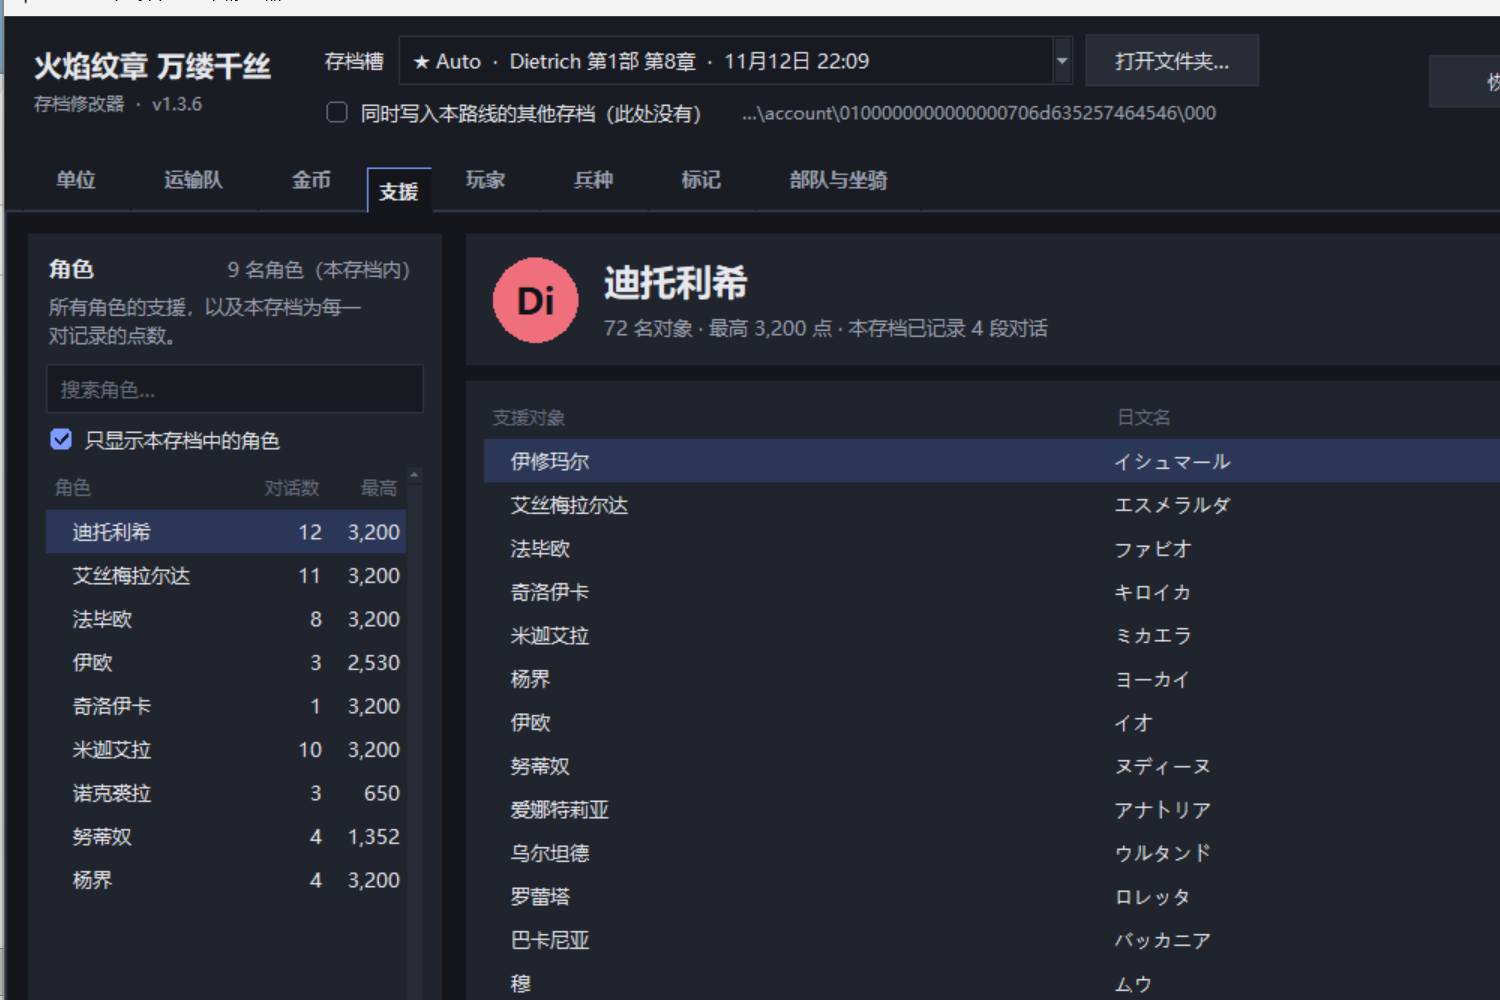 火焰纹章 万缕千丝
存档修改器 · v1.3.6
存档槽
★ Auto · Dietrich 第1部 第8章 · 11月12日 22:09
打开文件夹...
同时写入本路线的其他存档（此处没有）
...\account\0100000000000000706d635257464546\000
单位 运输队 金币 支援 玩家 兵种 标记 部队与坐骑
角色
9 名角色（本存档内）
所有角色的支援，以及本存档为每一
对记录的点数。
搜索角色...
只显示本存档中的角色
角色 对话数 最高
迪托利希 12 3,200
艾丝梅拉尔达 11 3,200
法毕欧 8 3,200
伊欧 3 2,530
奇洛伊卡 1 3,200
米迦艾拉 10 3,200
诺克裘拉 3 650
努蒂奴 4 1,352
杨界 4 3,200
Di
迪托利希
72 名对象 · 最高 3,200 点 · 本存档已记录 4 段对话
支援对象 日文名
伊修玛尔 イシュマール
艾丝梅拉尔达 エスメラルダ
法毕欧 ファビオ
奇洛伊卡 キロイカ
米迦艾拉 ミカエラ
杨界 ヨーカイ
伊欧 イオ
努蒂奴 ヌディーヌ
爱娜特莉亚 アナトリア
乌尔坦德 ウルタンド
罗蕾塔 ロレッタ
巴卡尼亚 バッカニア
穆 ムウ